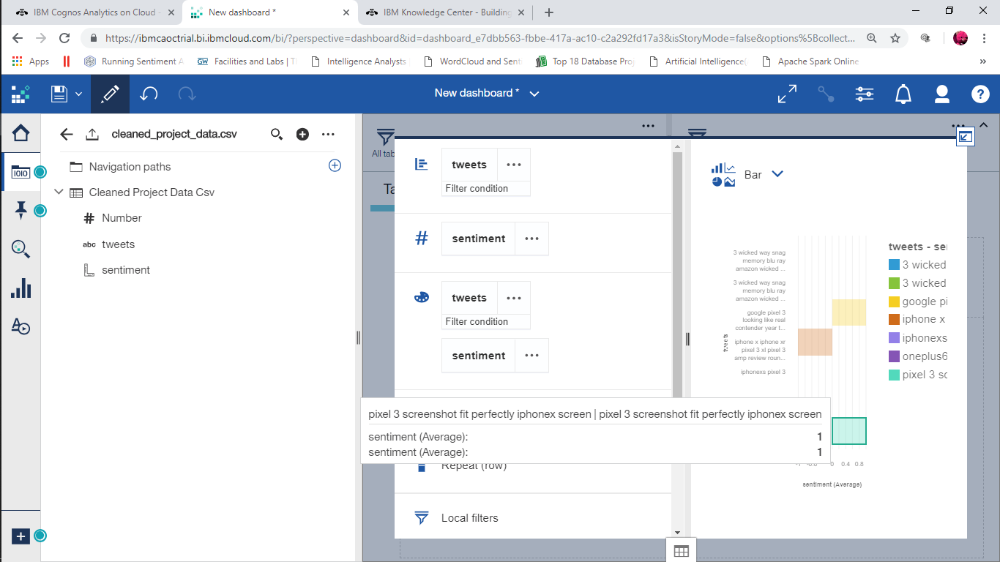 IBM Cognos Analytics on Cloud -
New dashboard *
IBM Knowledge Center - Building
https://ibmcaoctrial.bi.ibmcloud.com/bi/?perspective=dashboard&id=dashboard_e7dbb563-fbbe-417a-ac10-c2a292fd17a3&isStoryMode=false&options%5Bcollect...
Apps
Running Sentiment A
GW Facilities and Labs | T
Intelligence Analysts
WordCloud and Sent
Top 18 Database Proj
Artificial Intelligence(
Apache Spark Online
»
New dashboard *
?
cleaned_project_data.csv
All tab
Navigation paths
Cleaned Project Data Csv
# Number
abc tweets
sentiment
Ta
tweets
Filter condition
# sentiment
tweets
Filter condition
sentiment
Repeat (row)
Local filters
Bar
3 wicked way snag
memory blu ray
amazon wicked ...
3 wicked way snag
memory blu ray
amazon wicked ...
google pixel 3
looking like real
contender year t...
iphone x iphone xr
pixel 3 xl pixel 3
amp review roun...
iphonexs pixel 3
tweets
tweets - se
3 wicked
3 wicked
google pi
iphone x
iphonexs
oneplus6
pixel 3 sc
pixel 3 screenshot fit perfectly iphonex screen | pixel 3 screenshot fit perfectly iphonex screen
sentiment (Average): 1
sentiment (Average): 1
0 0.4 0.8
sentiment (Average)